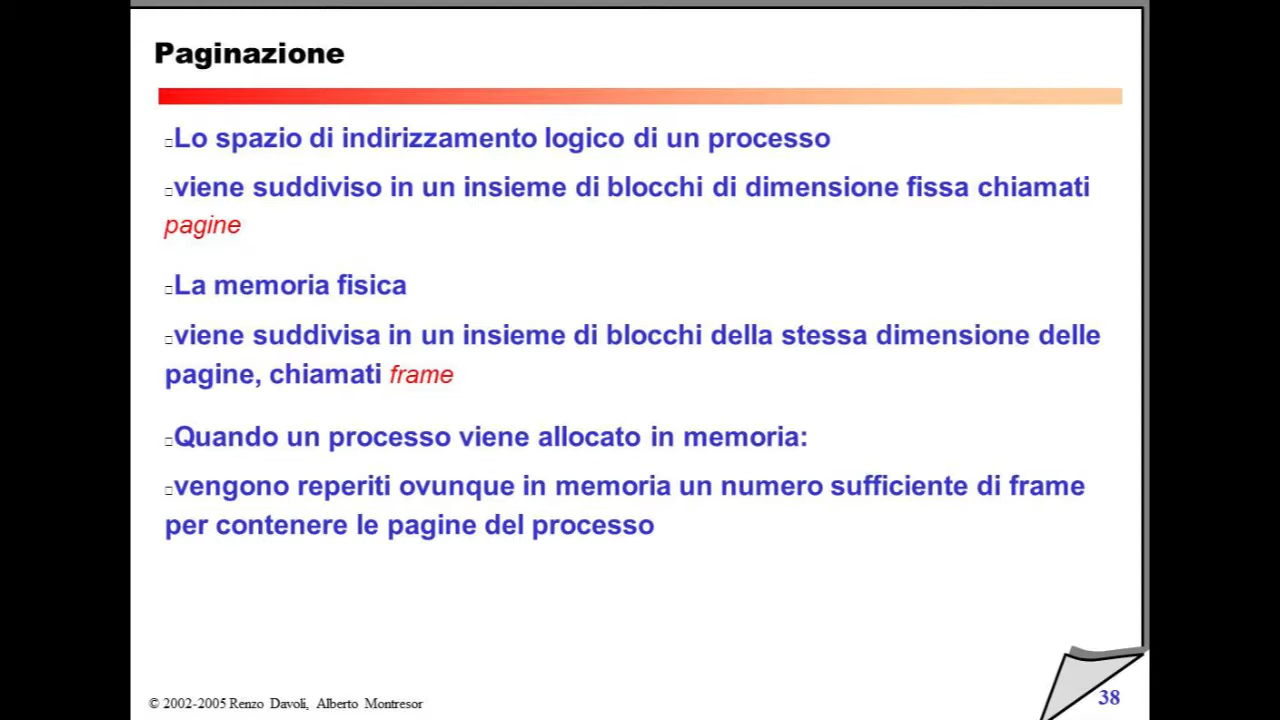 Paginazione
Lo spazio di indirizzamento logico di un processo
viene suddiviso in un insieme di blocchi di dimensione fissa chiamati
pagine
La memoria fisica
viene suddivisa in un insieme di blocchi della stessa dimensione delle
pagine, chiamati frame
Quando un processo viene allocato in memoria:
vengono reperiti ovunque in memoria un numero sufficiente di frame
per contenere le pagine del processo
© 2002-2005 Renzo Davoli, Alberto Montresor
38